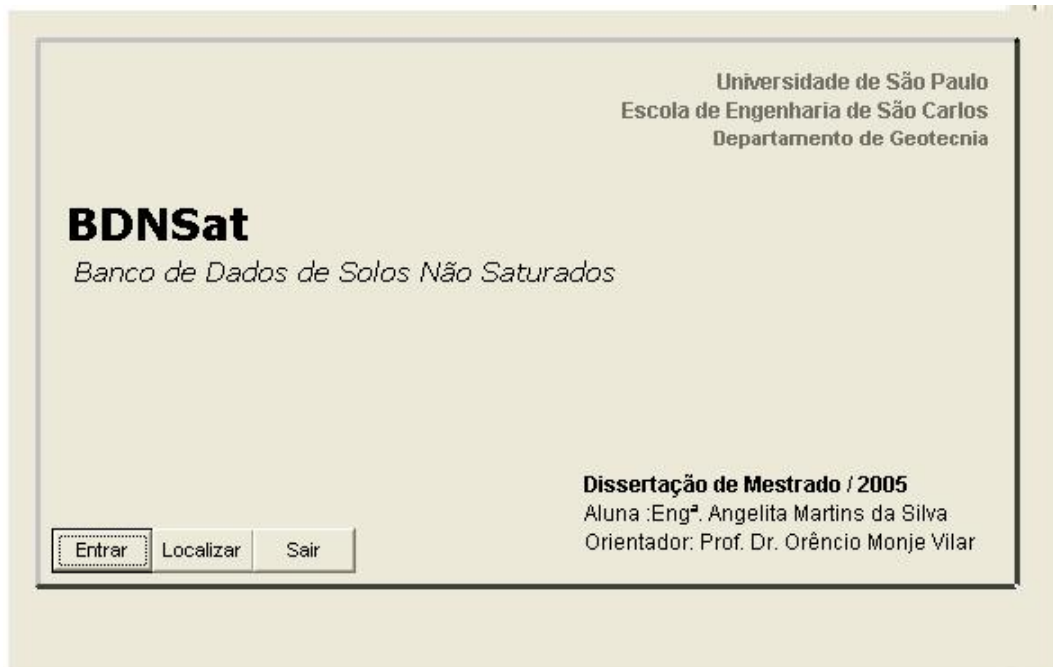 Universidade de São Paulo
Escola de Engenharia de São Carlos
Departamento de Geotecnia
BDNSat
Banco de Dados de Solos Não Saturados
Dissertação de Mestrado / 2005
Aluna :Engª. Angelita Martins da Silva
Orientador: Prof. Dr. Orêncio Monje Vilar
Entrar Localizar Sair